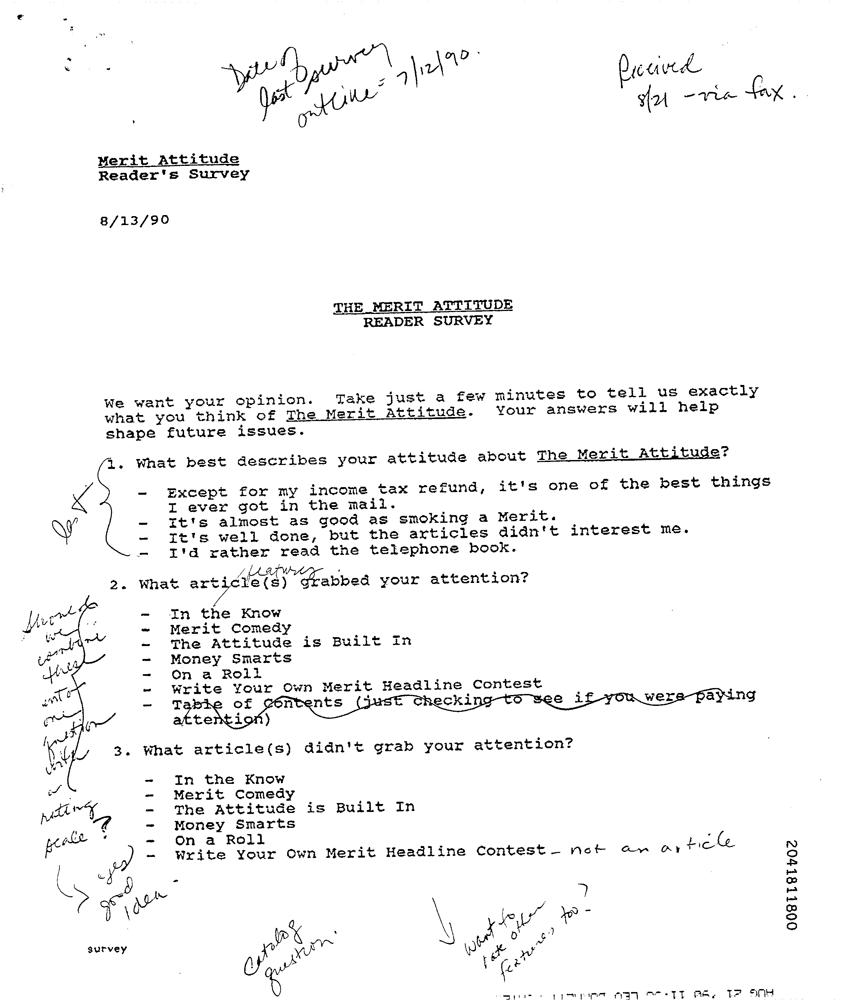 Date of
last survey
outline = 7/12/90.
Received
8/21 - via fax.
Merit Attitude
Reader's Survey
8/13/90
THE MERIT ATTITUDE
READER SURVEY
We want your opinion. Take just a few minutes to tell us exactly
what you think of The Merit Attitude. Your answers will help
shape future issues.
1. What best describes your attitude about The Merit Attitude?
- Except for my income tax refund, it's one of the best things
I ever got in the mail.
- It's almost as good as smoking a Merit.
- It's well done, but the articles didn't interest me.
- I'd rather read the telephone book.
last
features
2. What article(s) grabbed your attention?
- In the Know
- Merit Comedy
- The Attitude is Built In
- Money Smarts
- On a Roll
- Write Your Own Merit Headline Contest
- Table of Contents (just checking to see if you were paying
attention)
3. What article(s) didn't grab your attention?
- In the Know
- Merit Comedy
- The Attitude is Built In
- Money Smarts
- On a Roll
- Write Your Own Merit Headline Contest - not an article
Should
we
combine
these
into
one
question
with
a
rating
scale?
yes
good
idea -
Catalog
question.
want to
rate other
features, too - ?
survey
2041811800